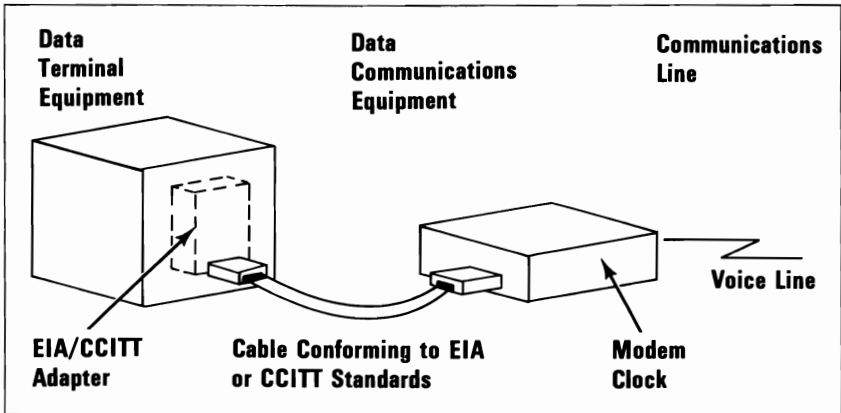 Data
Terminal
Equipment
Data
Communications
Equipment
Communications
Line
Voice Line
EIA/CCITT
Adapter
Cable Conforming to EIA
or CCITT Standards
Modem
Clock